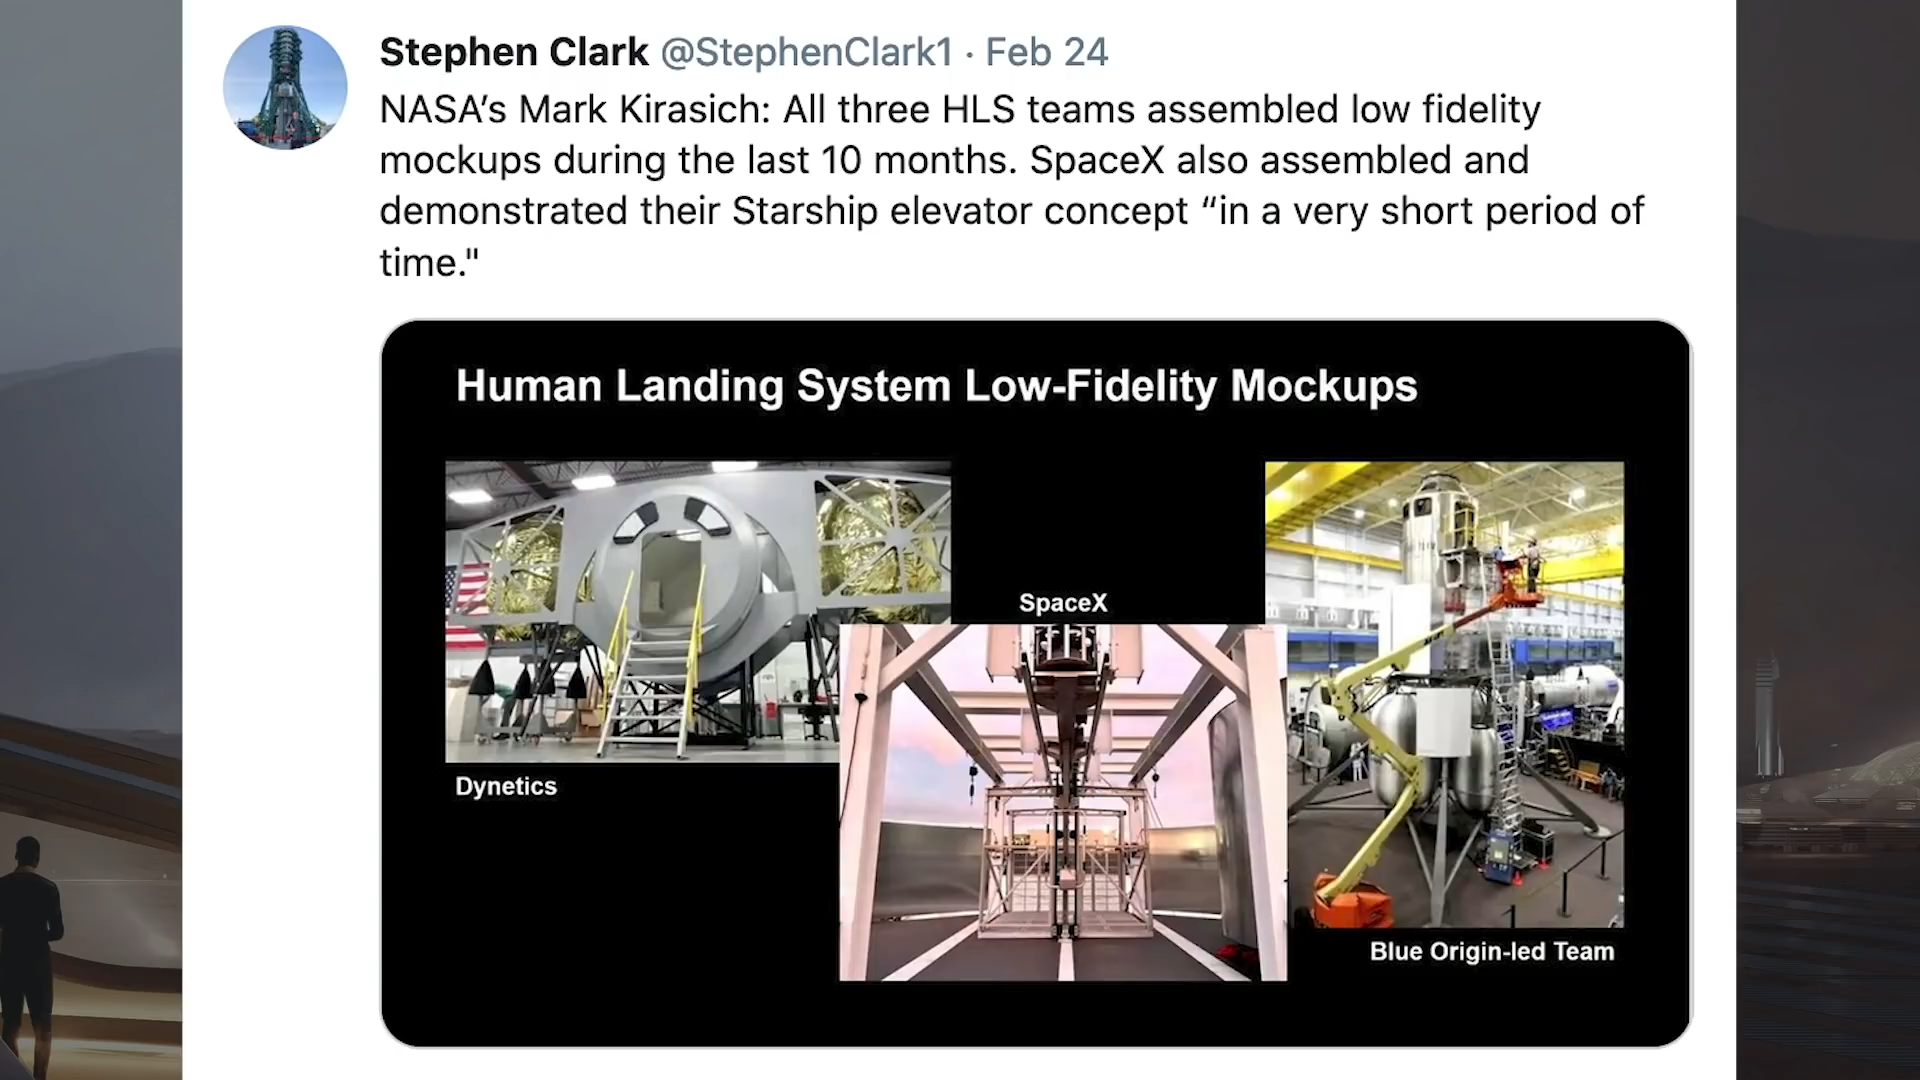 Stephen Clark @StephenClark1 · Feb 24
NASA’s Mark Kirasich: All three HLS teams assembled low fidelity
mockups during the last 10 months. SpaceX also assembled and
demonstrated their Starship elevator concept “in a very short period of
time."
Human Landing System Low-Fidelity Mockups
SpaceX
Dynetics
Blue Origin-led Team